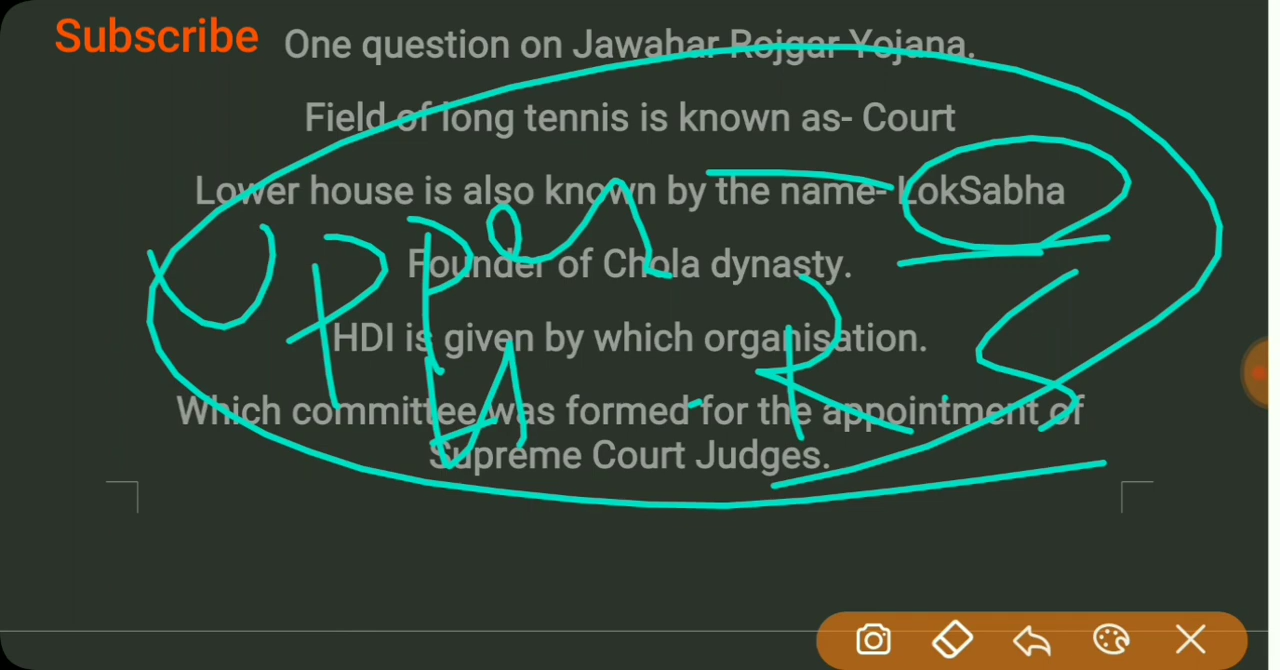 Subscribe One question on Jawahar Rojgar Yojana.
Field of long tennis is known as- Court
Lower house is also known by the name- LokSabha
Founder of Chola dynasty.
HDI is given by which organisation.
Which committee was formed for the appointment of
Supreme Court Judges.
Upper
R S